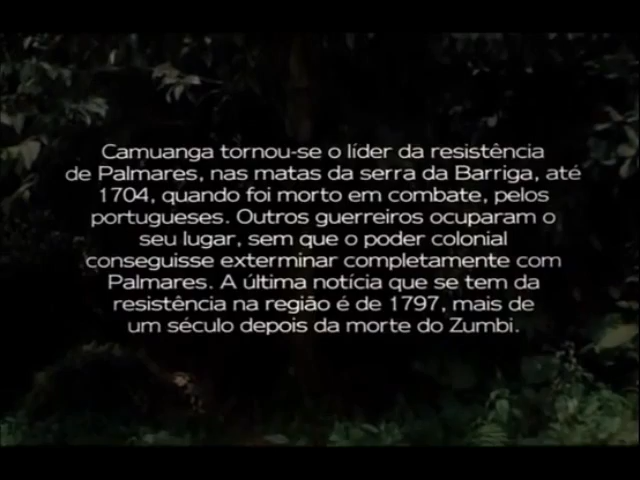 Camuanga tornou-se o líder da resistência
de Palmares, nas matas da serra da Barriga, até
1704, quando foi morto em combate, pelos
portugueses. Outros guerreiros ocuparam o
seu lugar, sem que o poder colonial
conseguisse exterminar completamente com
Palmares. A última notícia que se tem da
resistência na região é de 1797, mais de
um século depois da morte do Zumbi.